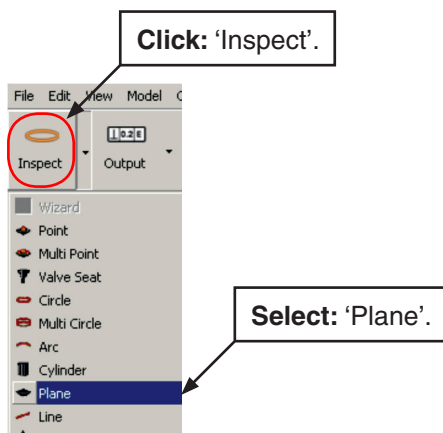 Click: ‘Inspect’.
File Edit View Model
Inspect Output
Wizard
Point
Multi Point
Valve Seat
Circle
Multi Circle
Arc
Cylinder
Select: ‘Plane’.
Plane
Line